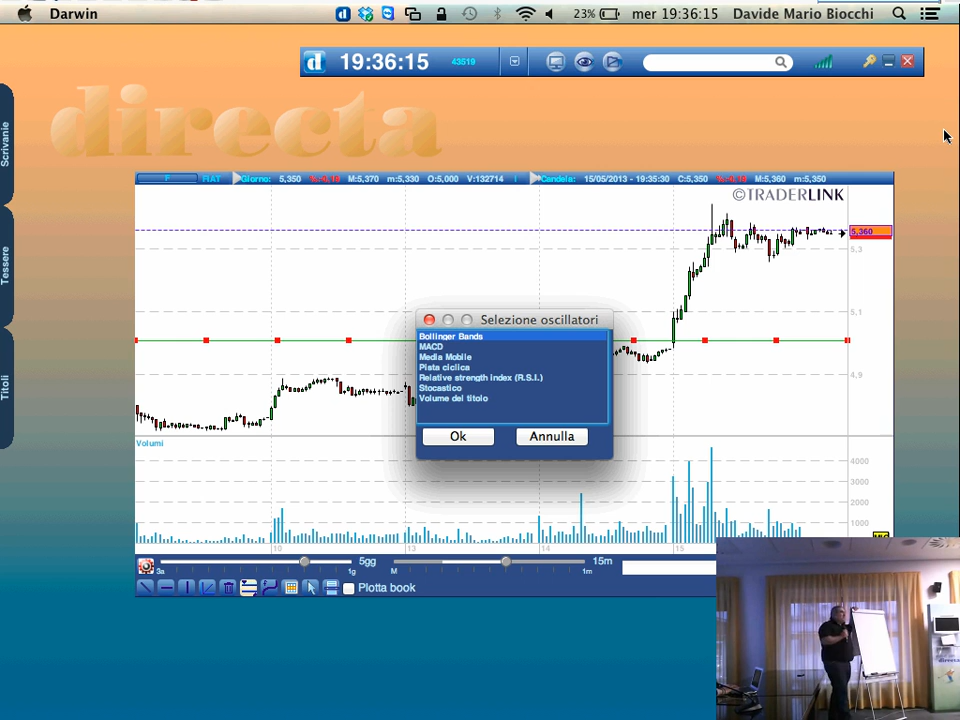 Darwin
23%
mer 19:36:15
Davide Mario Biocchi
d
19:36:15
43519
directa
Scrivanie
Tessere
Titoli
F
FIAT
Giorno:
5,350
M:5,370
m:5,330
O:5,000
V:132714
Candela:
15/05/2013 - 19:35:30
C:5,350
M:5,360
m:5,350
©TRADERLINK
5,360
5,3
5,1
4,9
Selezione oscillatori
Bollinger Bands
MACD
Media Mobile
Pista ciclica
Relative strength index (R.S.I.)
Stocastico
Volume del titolo
Ok
Annulla
Volumi
4000
3000
2000
1000
10
13
14
15
3a
1g
5gg
M
1m
15m
Plotta book
directa